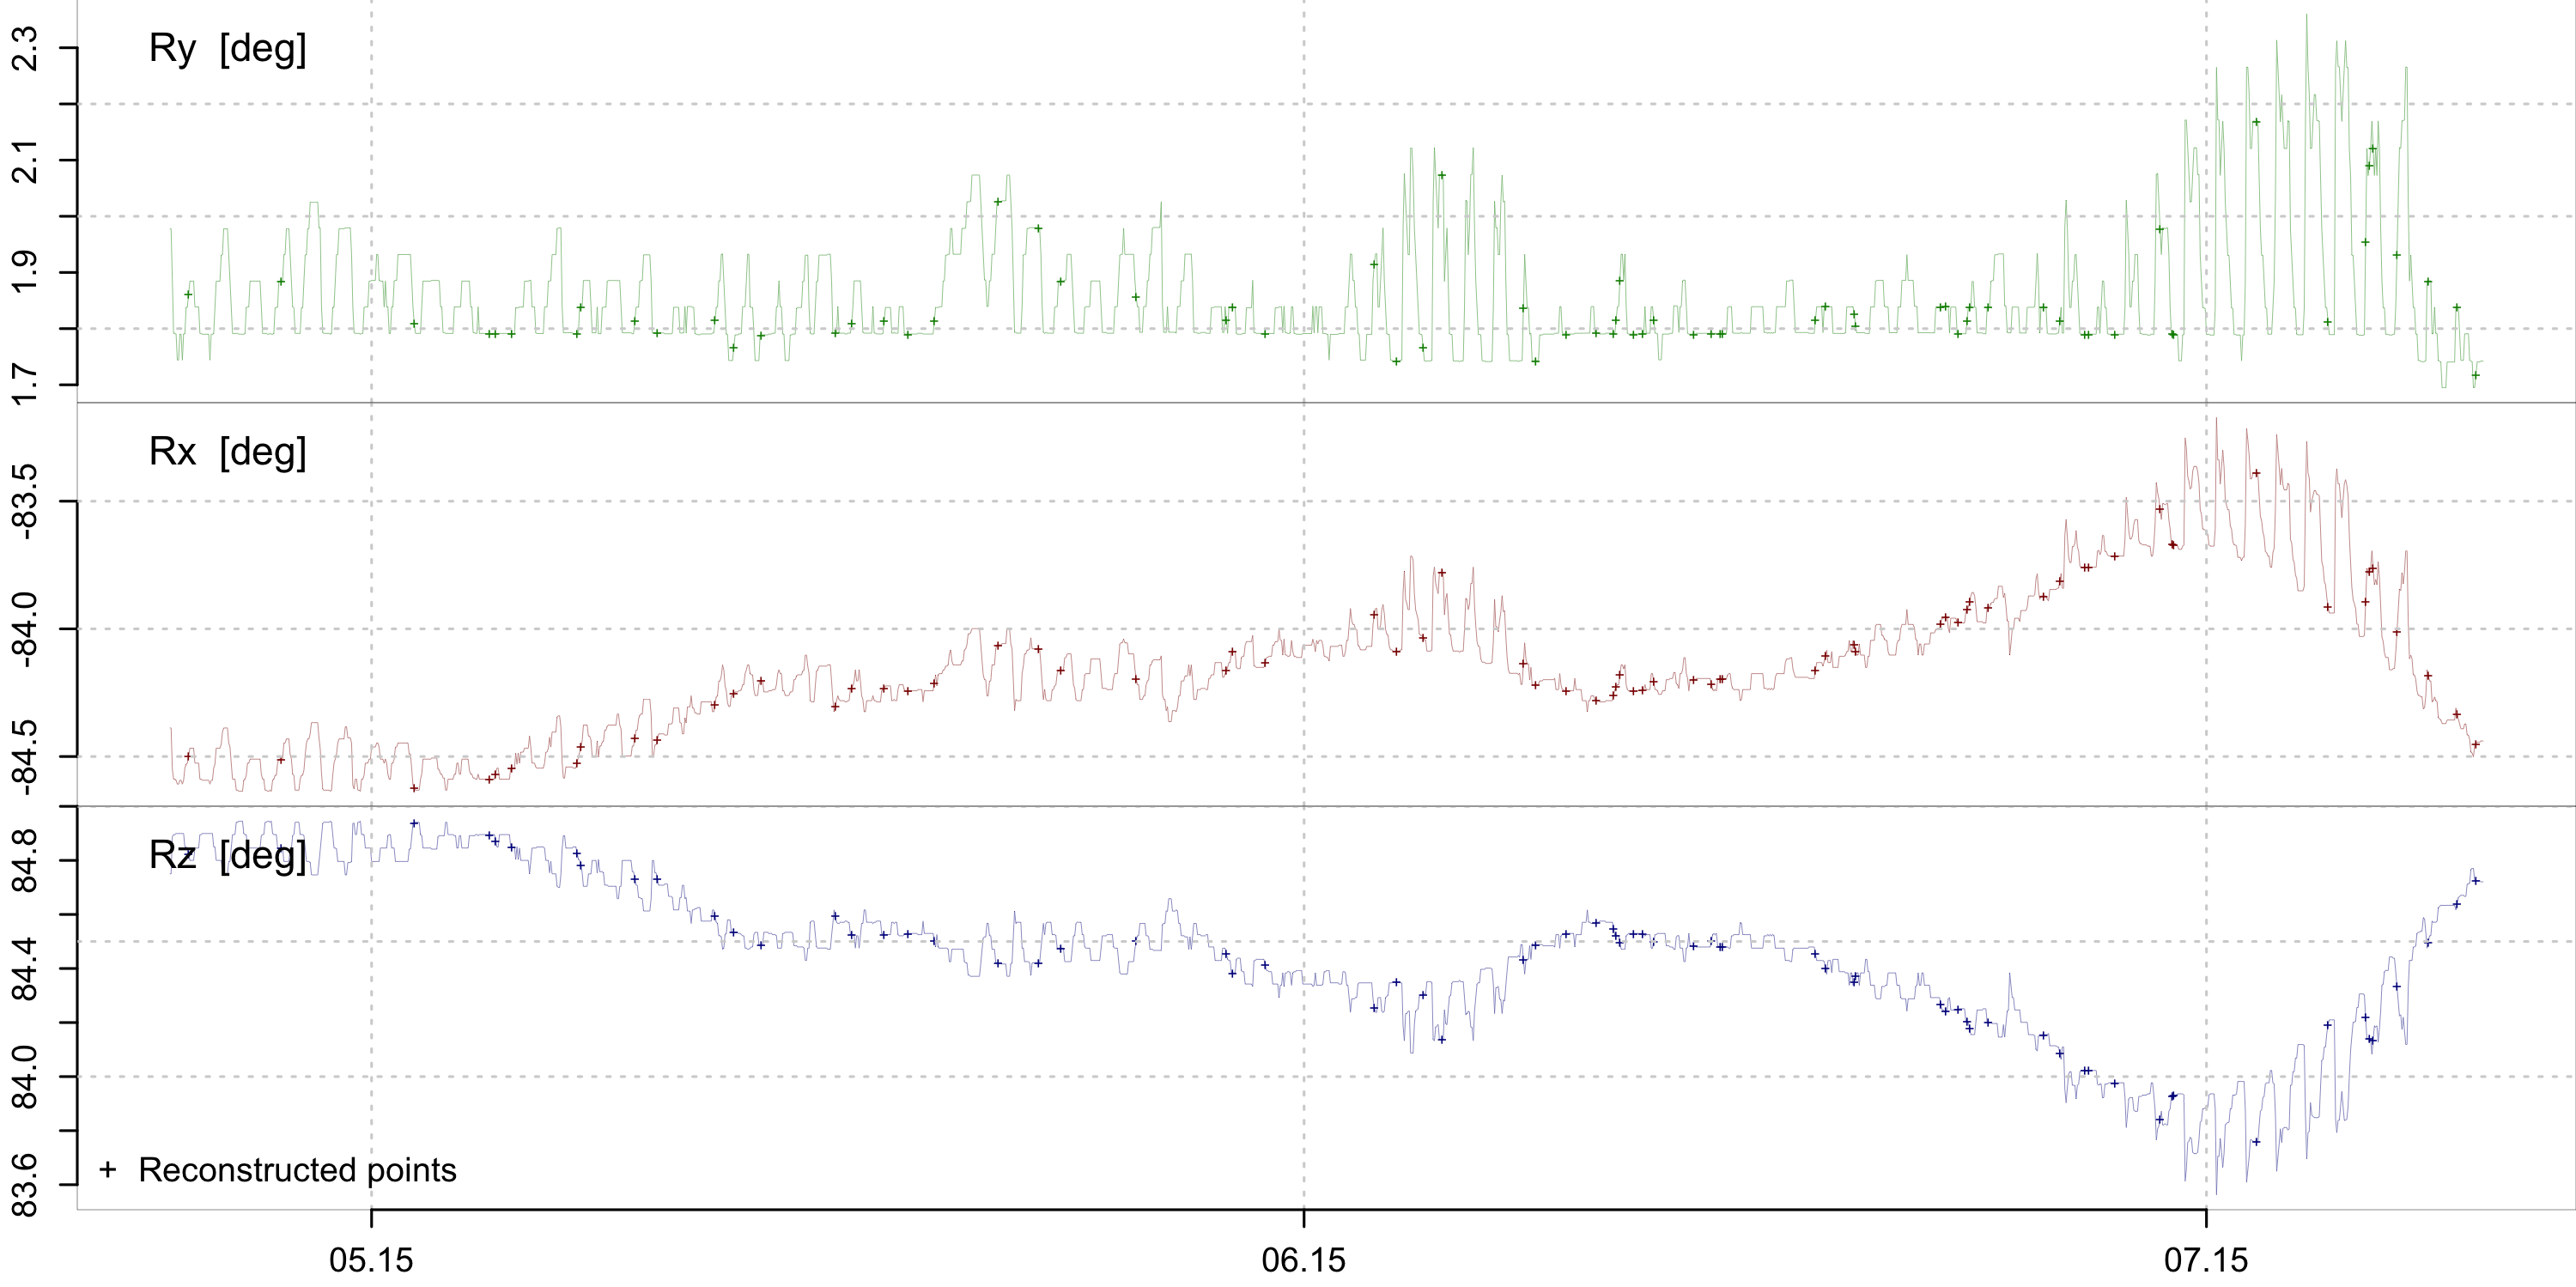 Ry [deg]
2.3
2.1
1.9
1.7
Rx [deg]
-83.5
-84.0
-84.5
Rz [deg]
84.8
84.4
84.0
83.6
+ Reconstructed points
05.15 06.15 07.15